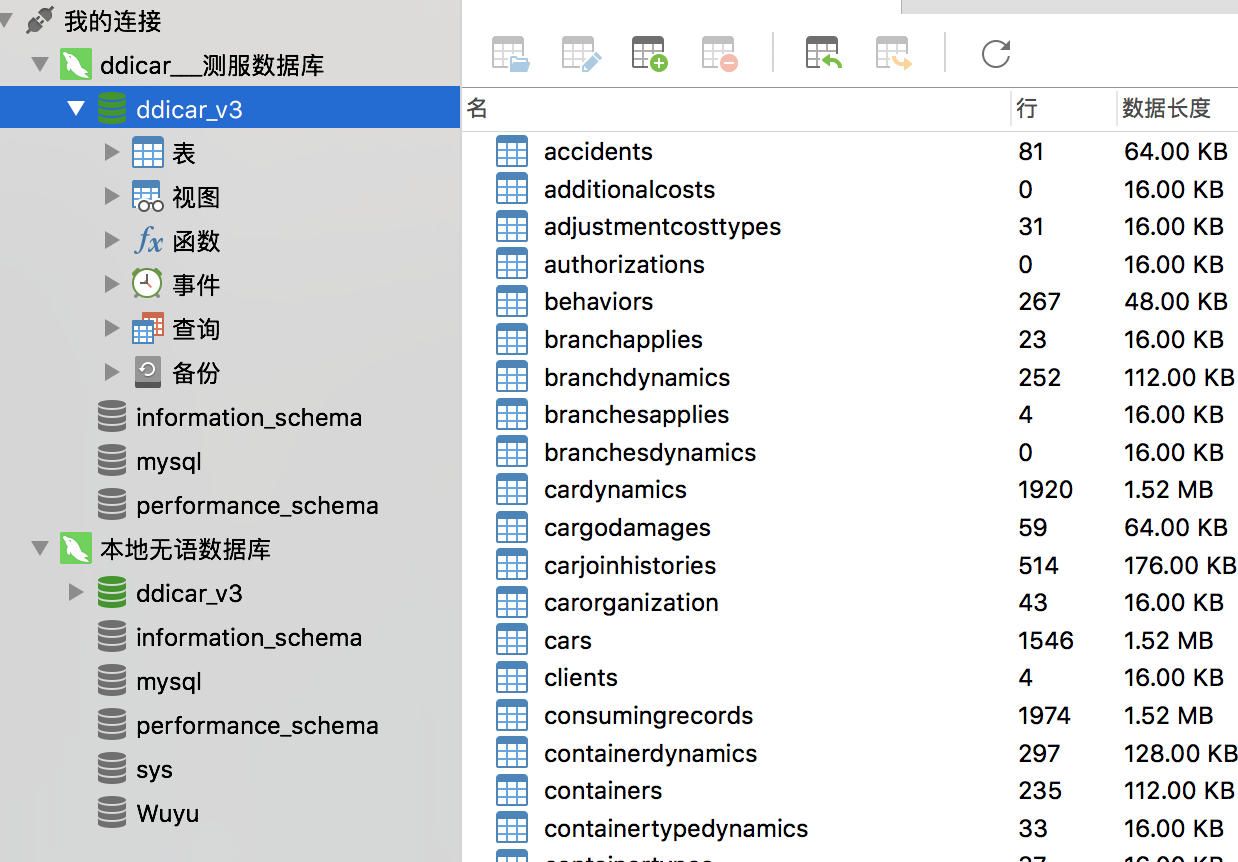 我的连接
ddicar___测服数据库
ddicar_v3
表
视图
fx 函数
事件
查询
备份
information_schema
mysql
performance_schema
本地无语数据库
ddicar_v3
information_schema
mysql
performance_schema
sys
Wuyu
名 行 数据长度
accidents 81 64.00 KB
additionalcosts 0 16.00 KB
adjustmentcosttypes 31 16.00 KB
authorizations 0 16.00 KB
behaviors 267 48.00 KB
branchapplies 23 16.00 KB
branchdynamics 252 112.00 KB
branchesapplies 4 16.00 KB
branchesdynamics 0 16.00 KB
cardynamics 1920 1.52 MB
cargodamages 59 64.00 KB
carjoinhistories 514 176.00 KB
carorganization 43 16.00 KB
cars 1546 1.52 MB
clients 4 16.00 KB
consumingrecords 1974 1.52 MB
containerdynamics 297 128.00 KB
containers 235 112.00 KB
containertypedynamics 33 16.00 KB